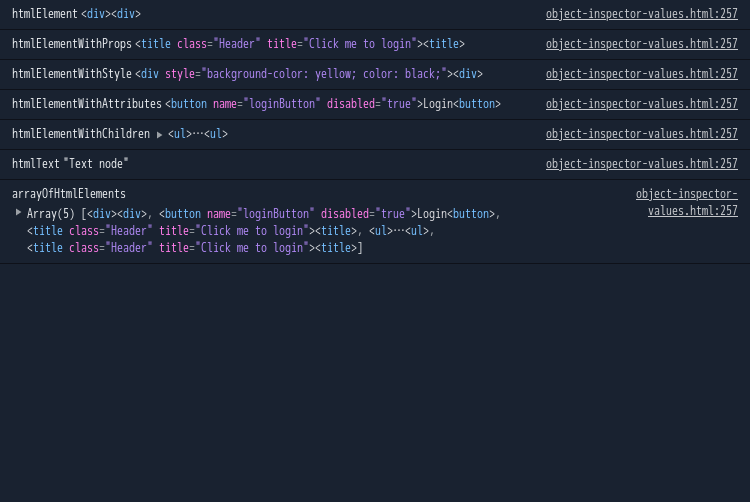 htmlElement <div><div> object-inspector-values.html:257
htmlElementWithProps <title class="Header" title="Click me to login"><title> object-inspector-values.html:257
htmlElementWithStyle <div style="background-color: yellow; color: black;"><div> object-inspector-values.html:257
htmlElementWithAttributes <button name="loginButton" disabled="true">Login<button> object-inspector-values.html:257
htmlElementWithChildren ▶ <ul>⋯<ul> object-inspector-values.html:257
htmlText "Text node" object-inspector-values.html:257
arrayOfHtmlElements object-inspector-
values.html:257
▶ Array(5) [<div><div>, <button name="loginButton" disabled="true">Login<button>,
<title class="Header" title="Click me to login"><title>, <ul>⋯<ul>,
<title class="Header" title="Click me to login"><title>]